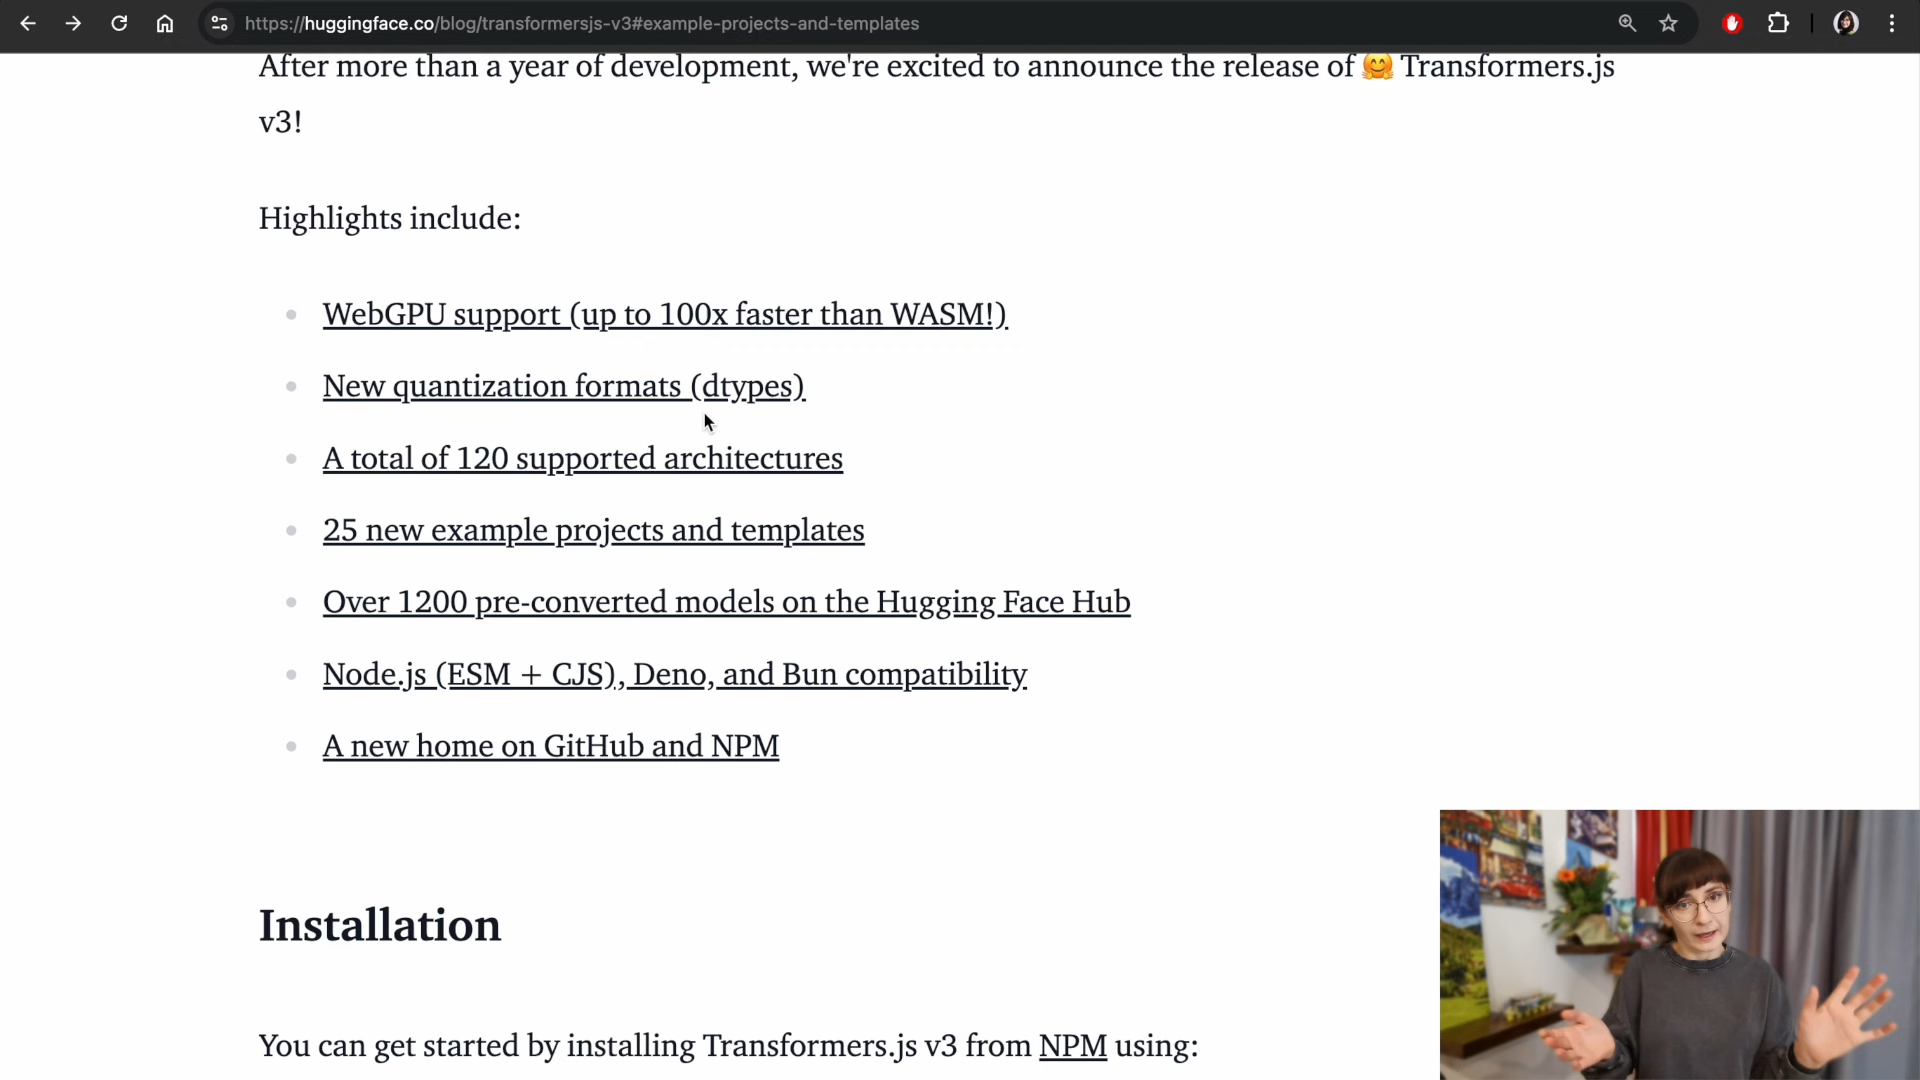 https://huggingface.co/blog/transformersjs-v3#example-projects-and-templates
After more than a year of development, we're excited to announce the release of 🤗 Transformers.js
v3!
Highlights include:
WebGPU support (up to 100x faster than WASM!)
New quantization formats (dtypes)
A total of 120 supported architectures
25 new example projects and templates
Over 1200 pre-converted models on the Hugging Face Hub
Node.js (ESM + CJS), Deno, and Bun compatibility
A new home on GitHub and NPM
Installation
You can get started by installing Transformers.js v3 from NPM using: